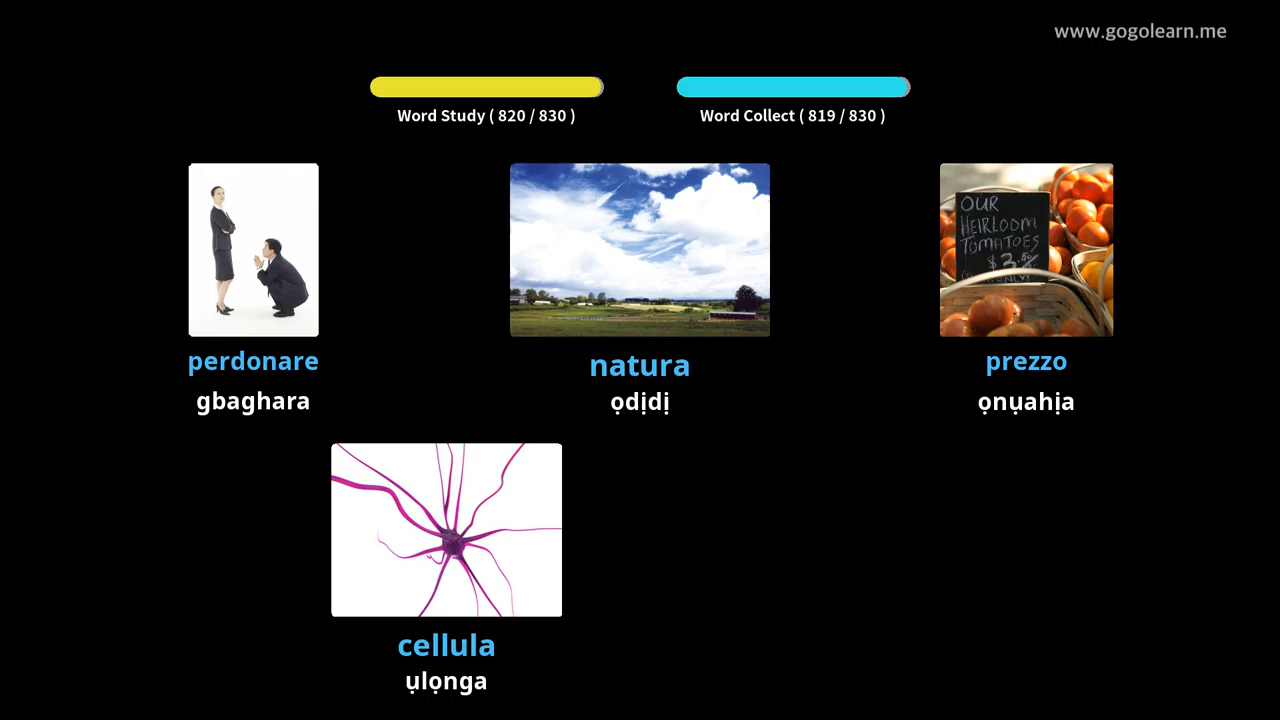 www.gogolearn.me
Word Study ( 820 / 830 )
Word Collect ( 819 / 830 )
OUR
HEIRLOOM
TOMATOES
perdonare
natura
prezzo
gbaghara
ọdịdị
ọnụahịa
cellula
ụlọnga